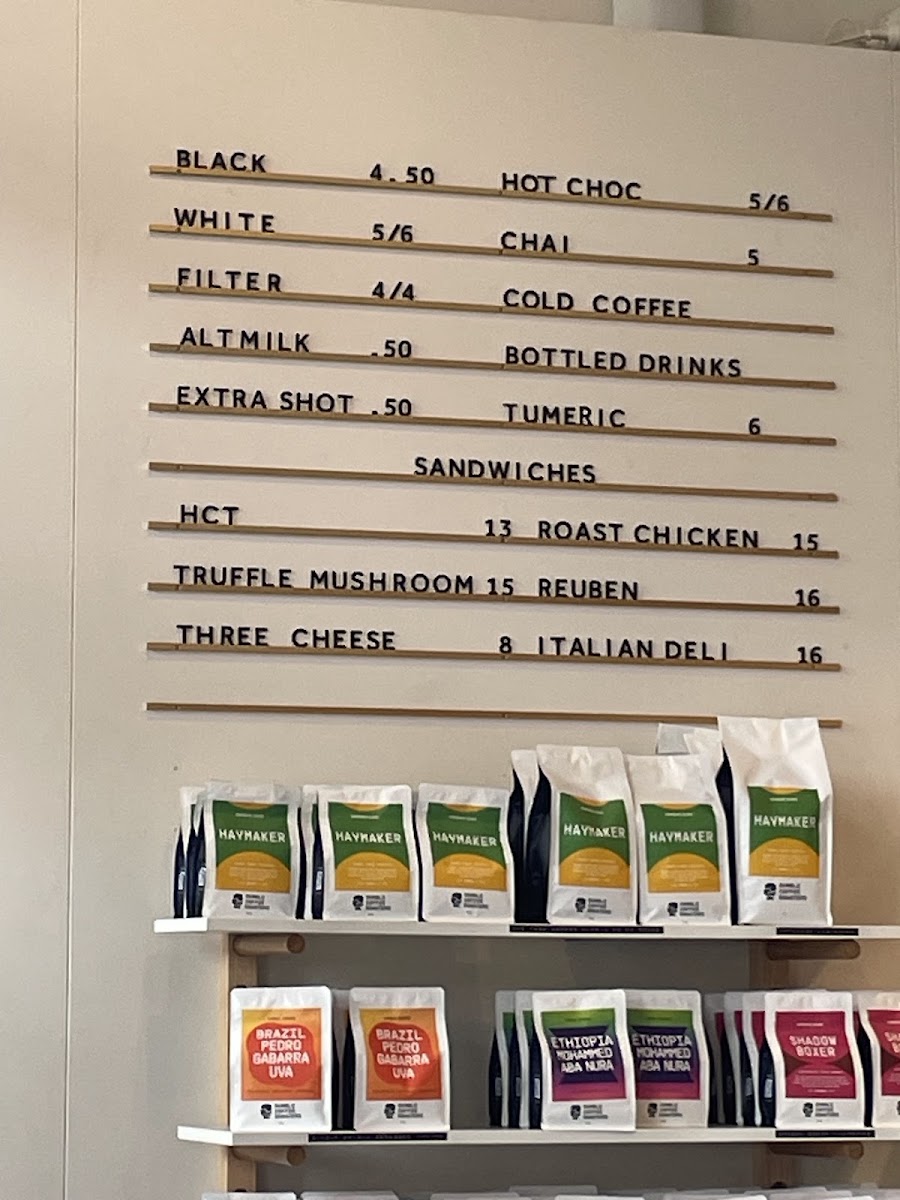 BLACK 4.50 HOT CHOC 5/6
WHITE 5/6 CHAI 5
FILTER 4/4 COLD COFFEE
ALTMILK .50 BOTTLED DRINKS
EXTRA SHOT .50 TUMERIC 6
SANDWICHES
HCT 13 ROAST CHICKEN 15
TRUFFLE MUSHROOM 15 REUBEN 16
THREE CHEESE 8 ITALIAN DELI 16
HAYMAKER
HAYMAKER
HAYMAKER
HAYMAKER
HAYMAKER
HAYMAKER
BRAZIL
PEDRO
GABARRA
UVA
BRAZIL
PEDRO
GABARRA
UVA
ETHIOPIA
MOHAMMED
ABA NURA
ETHIOPIA
MOHAMMED
ABA NURA
SHADOW
BOXER